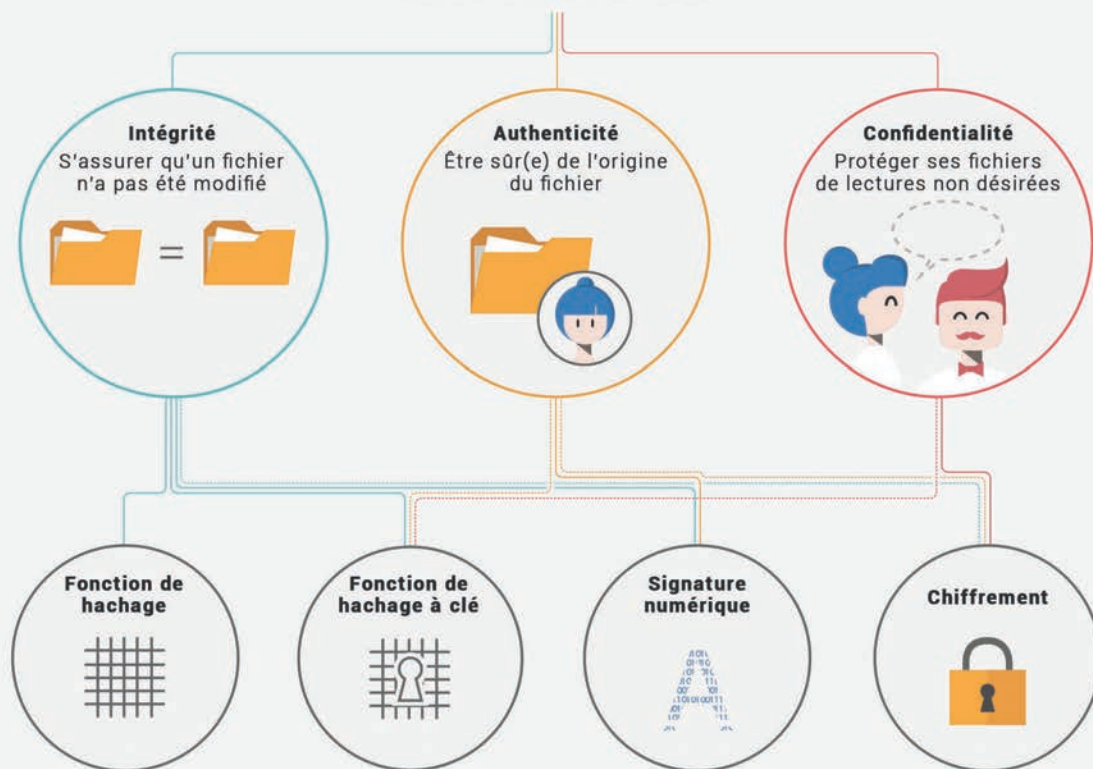 Intégrité
S'assurer qu'un fichier
n'a pas été modifié
=
Authenticité
Être sûr(e) de l'origine
du fichier
Confidentialité
Protéger ses fichiers
de lectures non désirées
Fonction de
hachage
Fonction de
hachage à clé
Signature
numérique
Chiffrement